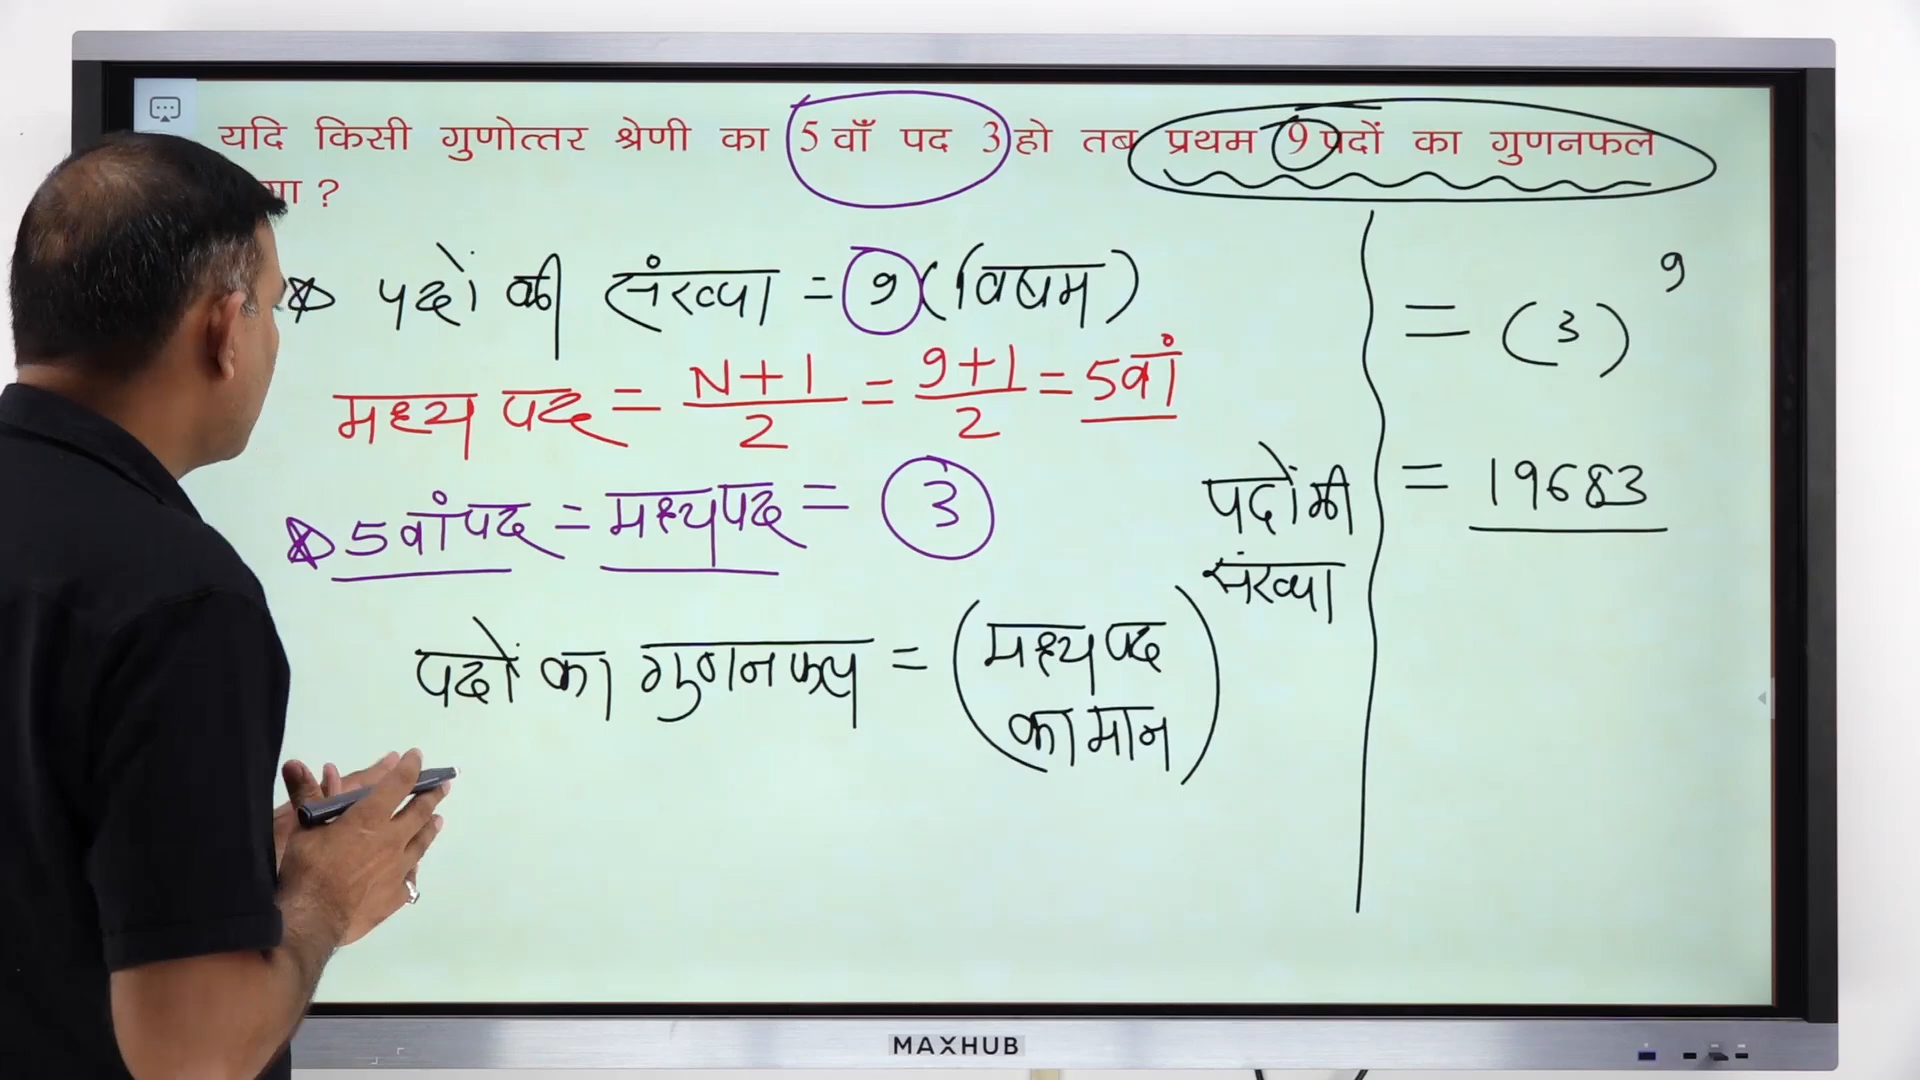 यदि किसी गुणोत्तर श्रेणी का 5 वाँ पद 3 हो तब प्रथम 9 पदों का गुणनफल
? 
पदों की संख्या = 9 (विषम)
मध्य पद = N+1/2 = 9+1/2 = 5वां
5वां पद = मध्य पद = 3
पदों का गुणनफल = (मध्य पद का मान) पदों की संख्या
= (3)^9
= 19683
MAXHUB